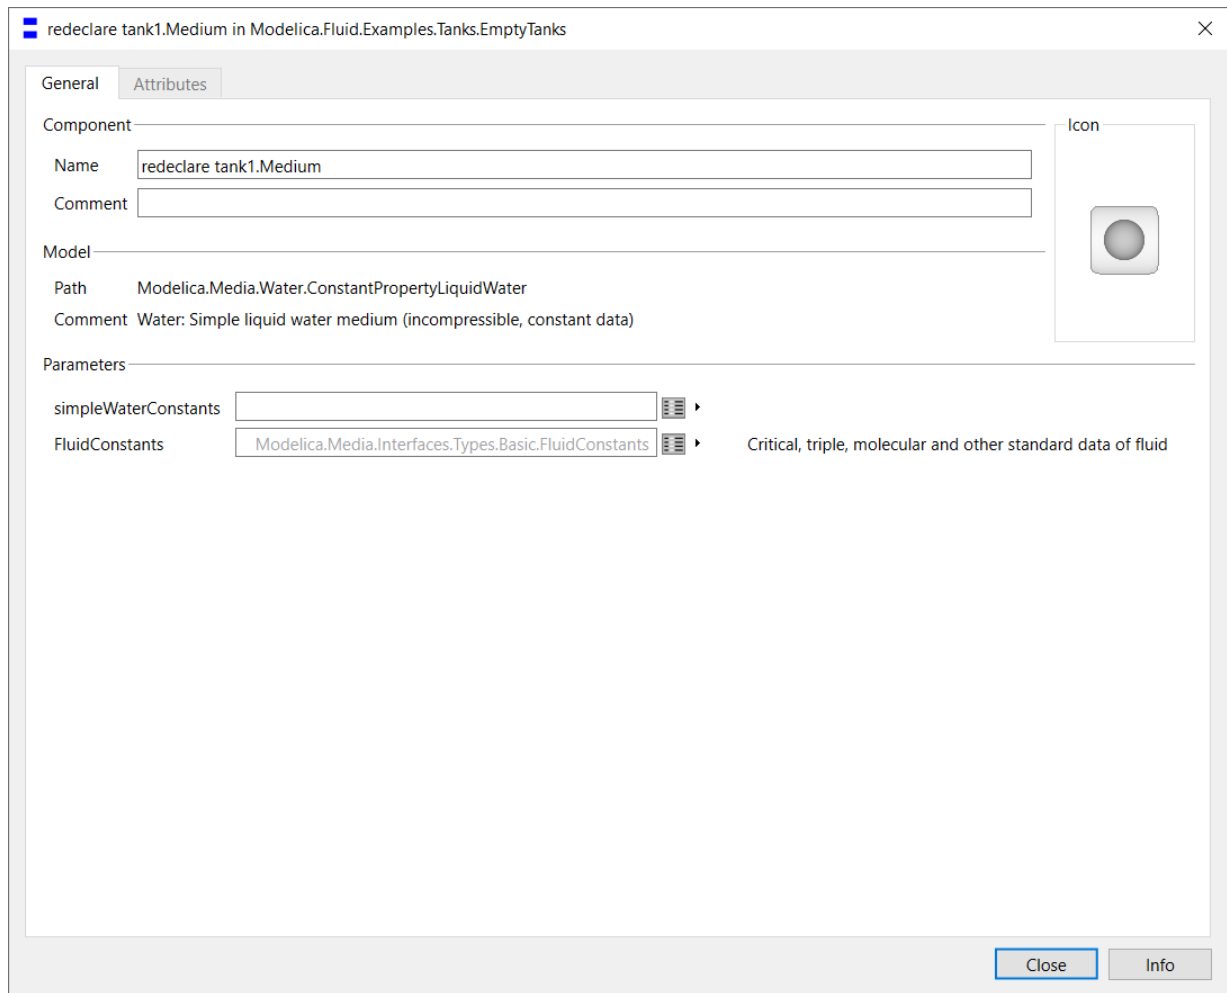 redeclare tank1.Medium in Modelica.Fluid.Examples.Tanks.EmptyTanks
General Attributes
Component
Icon
Name redeclare tank1.Medium
Comment
Model
Path Modelica.Media.Water.ConstantPropertyLiquidWater
Comment Water: Simple liquid water medium (incompressible, constant data)
Parameters
simpleWaterConstants
FluidConstants Modelica.Media.Interfaces.Types.Basic.FluidConstants Critical, triple, molecular and other standard data of fluid
Close Info